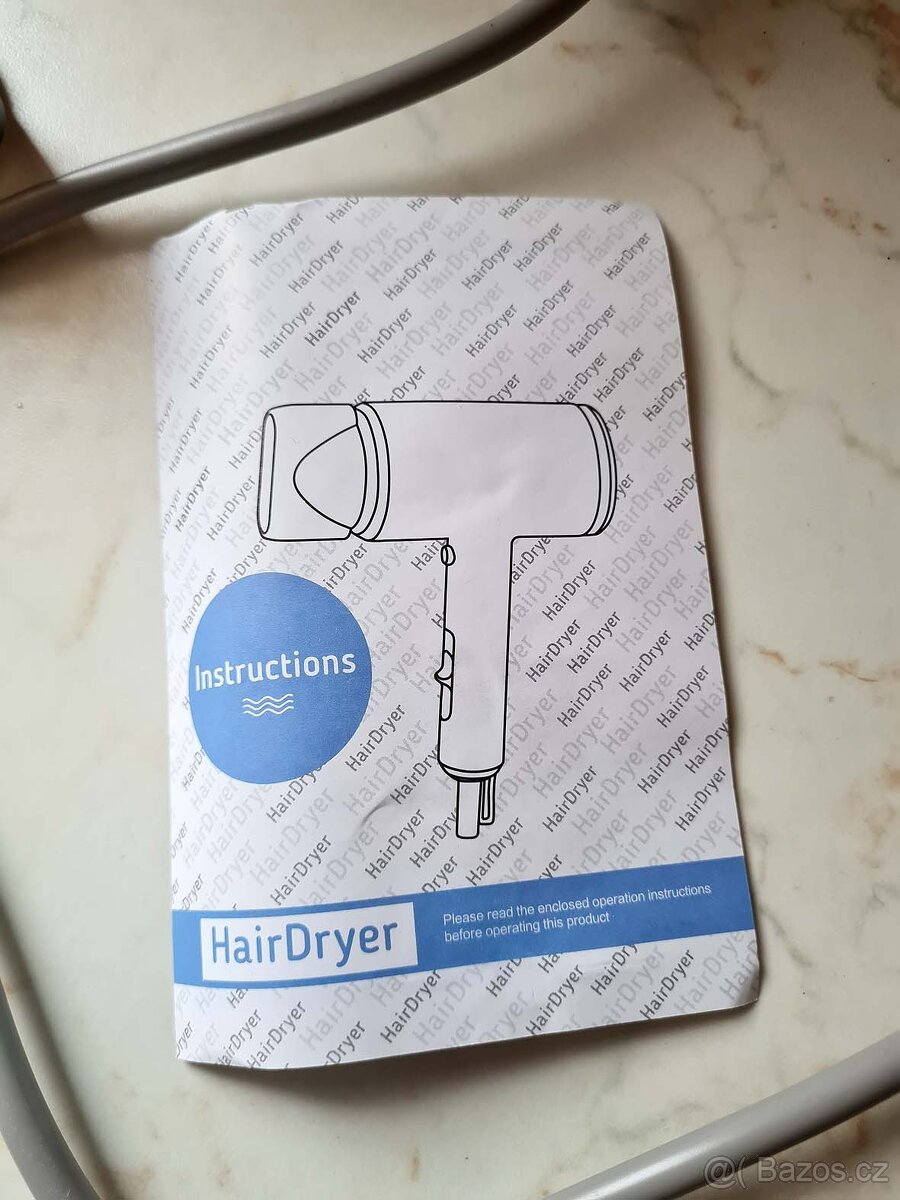 Instructions
HairDryer
Please read the enclosed operation instructions
before operating this product
@( Bazos.cz